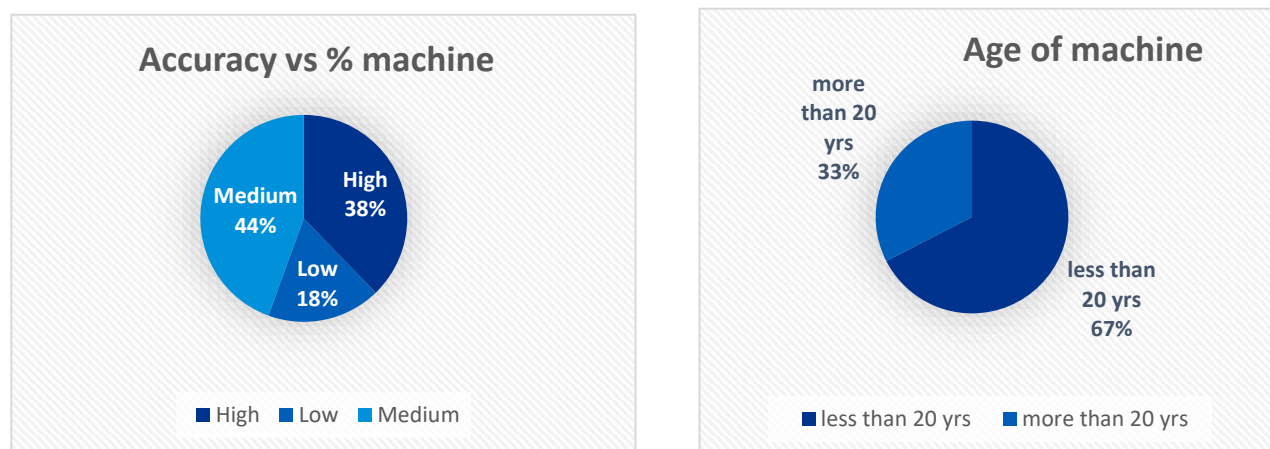 Accuracy vs % machine
High
38%
Medium
44%
Low
18%
High Low Medium
Age of machine
more
than 20
yrs
33%
less than
20 yrs
67%
less than 20 yrs more than 20 yrs